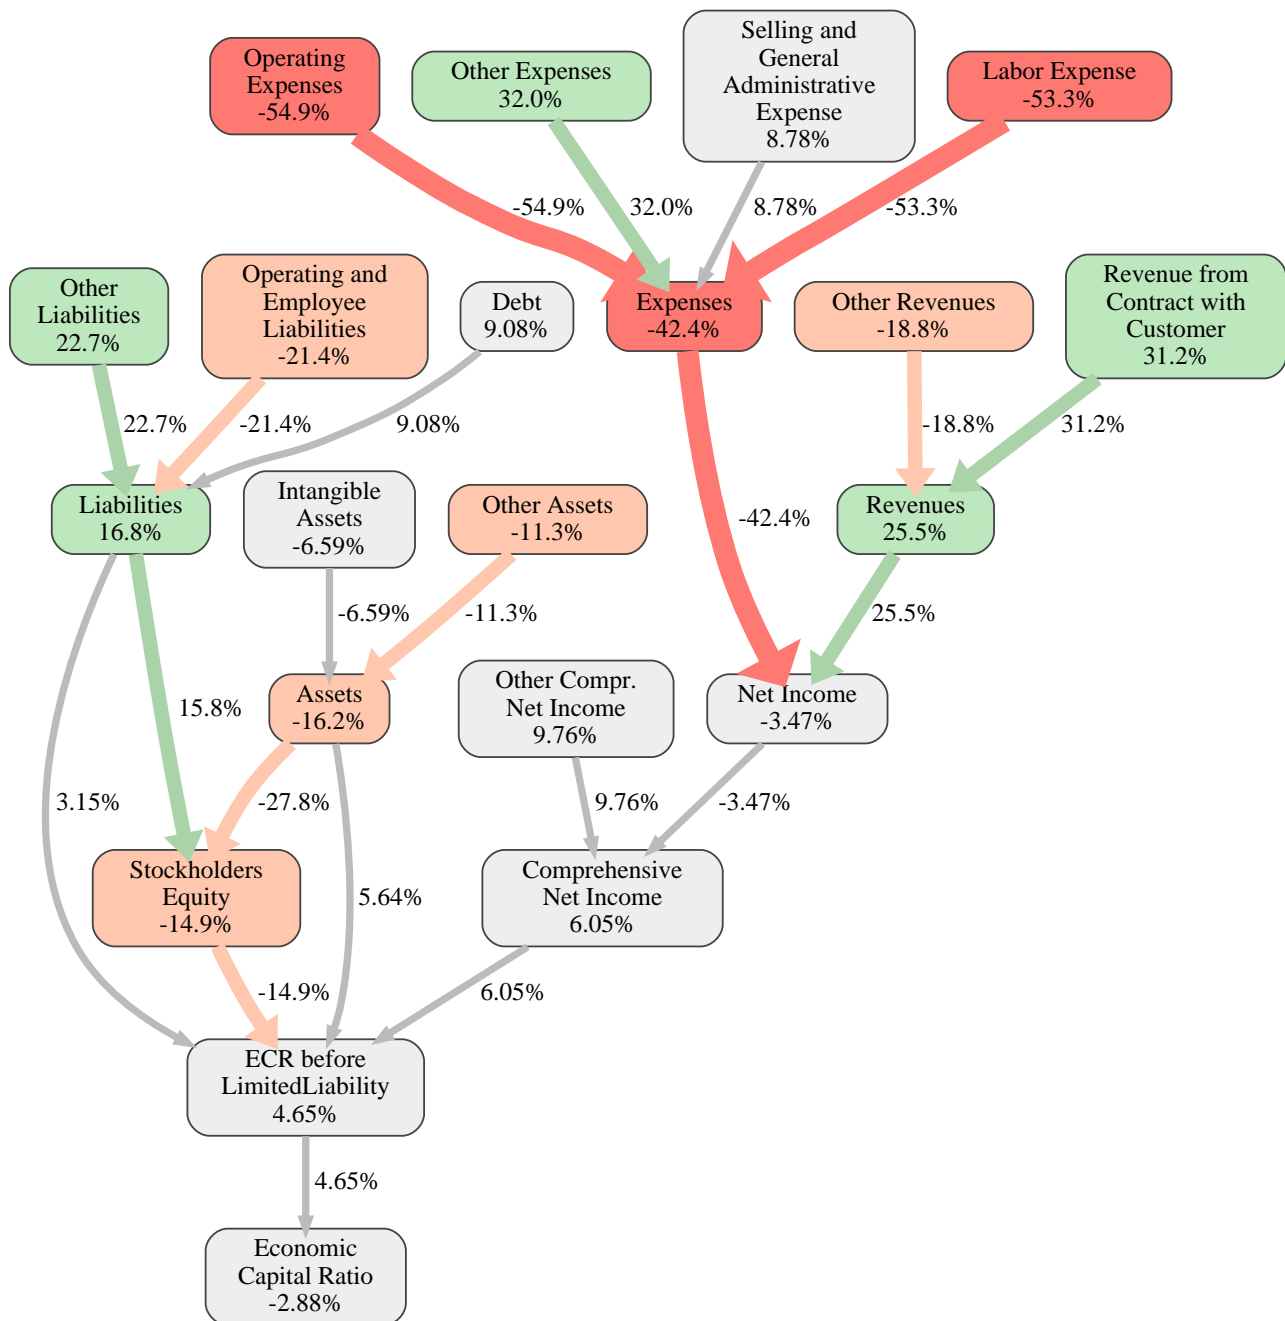 Operating
Expenses
-54.9%
Other Expenses
32.0%
Selling and
General
Administrative
Expense
8.78%
Labor Expense
-53.3%
-54.9%
32.0%
8.78%
-53.3%
Other
Liabilities
22.7%
Operating and
Employee
Liabilities
-21.4%
Debt
9.08%
Expenses
-42.4%
Other Revenues
-18.8%
Revenue from
Contract with
Customer
31.2%
22.7%
-21.4%
9.08%
-42.4%
-18.8%
31.2%
Liabilities
16.8%
Intangible
Assets
-6.59%
Other Assets
-11.3%
Revenues
25.5%
15.8%
-6.59%
-11.3%
25.5%
Assets
-16.2%
Other Compr.
Net Income
9.76%
Net Income
-3.47%
3.15%
-27.8%
5.64%
9.76%
-3.47%
Stockholders
Equity
-14.9%
Comprehensive
Net Income
6.05%
-14.9%
6.05%
ECR before
LimitedLiability
4.65%
4.65%
Economic
Capital Ratio
-2.88%